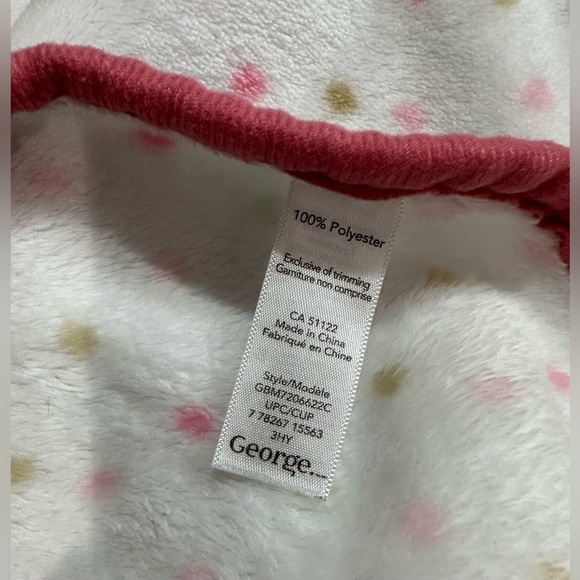 100% Polyester
Exclusive of trimming
Garniture non comprise
CA 51122
Made in China
Fabriqué en Chine
Style/Modèle
GBM7206622C
UPC/CUP
7 78267 15563
3HY
George